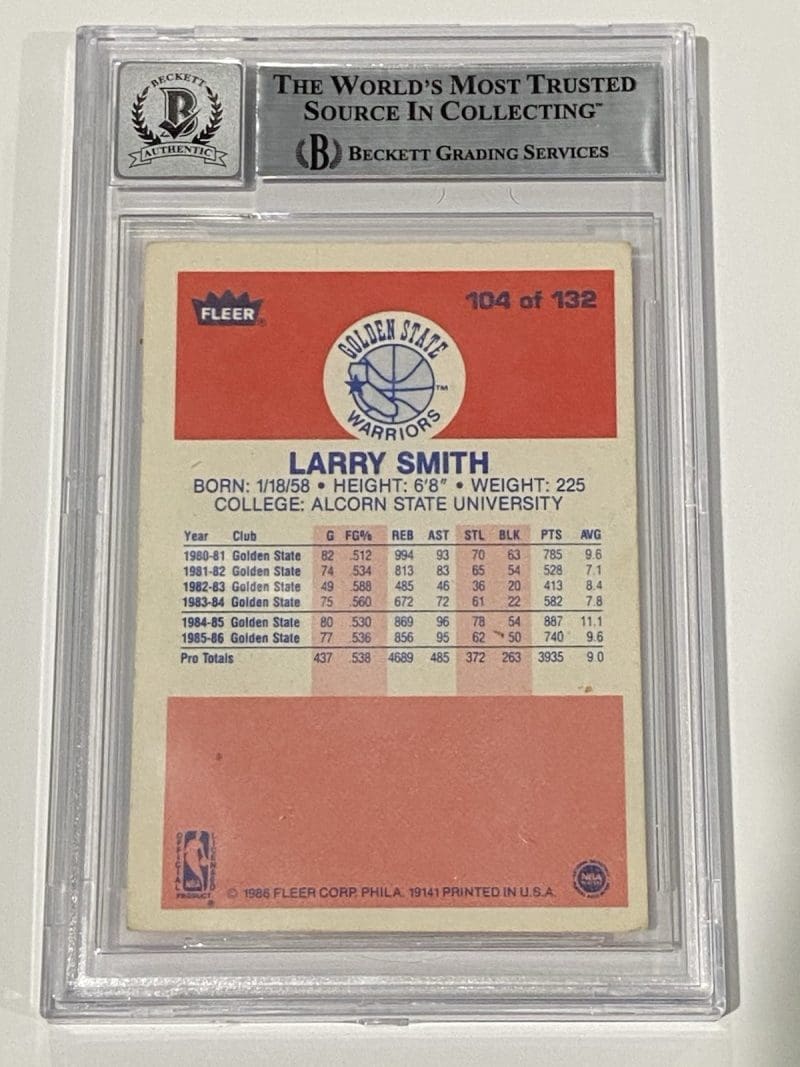 BECKETT
B
AUTHENTIC
THE WORLD'S MOST TRUSTED
SOURCE IN COLLECTING™
B BECKETT GRADING SERVICES
FLEER®
104 of 132
GOLDEN STATE
WARRIORS
TM
LARRY SMITH
BORN: 1/18/58 • HEIGHT: 6'8" • WEIGHT: 225
COLLEGE: ALCORN STATE UNIVERSITY
Year Club G FG% REB AST STL BLK PTS AVG
1980-81 Golden State 82 .512 994 93 70 63 785 9.6
1981-82 Golden State 74 .534 813 83 65 54 528 7.1
1982-83 Golden State 49 .588 485 46 36 20 413 8.4
1983-84 Golden State 75 .560 672 72 61 22 582 7.8
1984-85 Golden State 80 .530 869 96 78 54 887 11.1
1985-86 Golden State 77 .536 856 95 62 50 740 9.6
Pro Totals 437 .538 4689 485 372 263 3935 9.0
OFFICIAL
LICENSED
NBA
PRODUCT
®
© 1986 FLEER CORP. PHILA. 19141 PRINTED IN U.S.A.
NBA